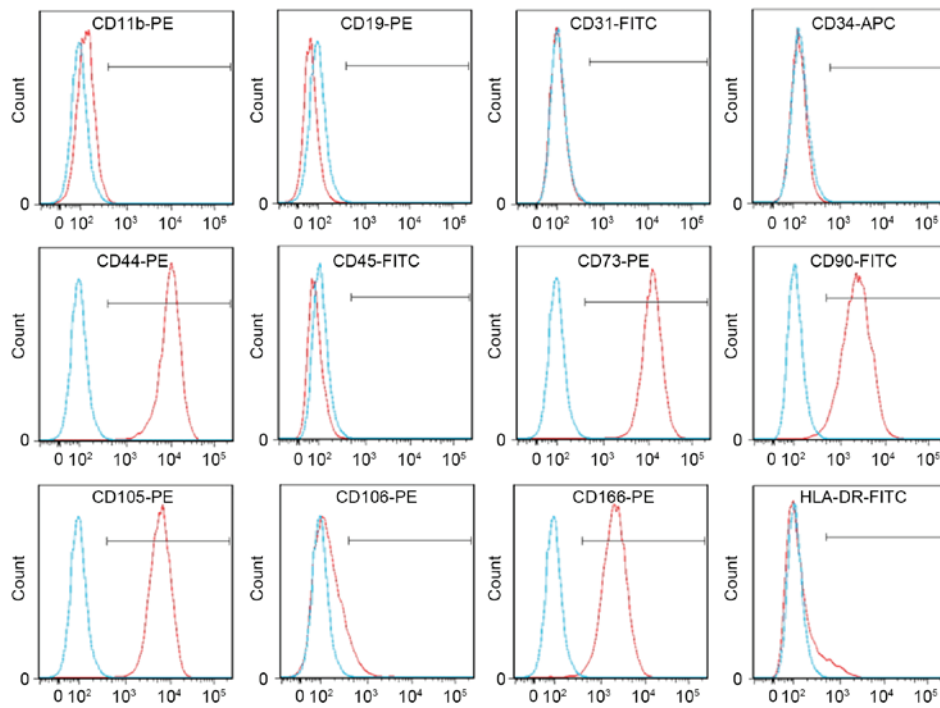 CD11b-PE
CD19-PE
CD31-FITC
CD34-APC
Count
Count
Count
Count
0
0
0
0
0 10² 10³ 10⁴ 10⁵
0 10² 10³ 10⁴ 10⁵
0 10² 10³ 10⁴ 10⁵
0 10² 10³ 10⁴ 10⁵
CD44-PE
CD45-FITC
CD73-PE
CD90-FITC
Count
Count
Count
Count
0
0
0
0
0 10² 10³ 10⁴ 10⁵
0 10² 10³ 10⁴ 10⁵
0 10² 10³ 10⁴ 10⁵
0 10² 10³ 10⁴ 10⁵
CD105-PE
CD106-PE
CD166-PE
HLA-DR-FITC
Count
Count
Count
Count
0
0
0
0
0 10² 10³ 10⁴ 10⁵
0 10² 10³ 10⁴ 10⁵
0 10² 10³ 10⁴ 10⁵
0 10² 10³ 10⁴ 10⁵